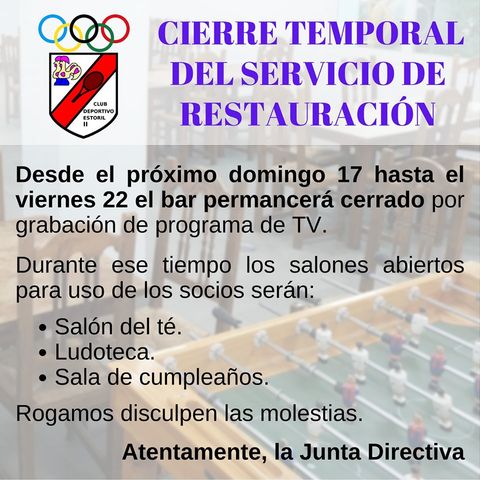 CIERRE TEMPORAL
DEL SERVICIO DE
RESTAURACIÓN
CLUB
DEPORTIVO
ESTORIL
II
Desde el próximo domingo 17 hasta el
viernes 22 el bar permancerá cerrado por
grabación de programa de TV.
Durante ese tiempo los salones abiertos
para uso de los socios serán:
• Salón del té.
• Ludoteca.
• Sala de cumpleaños.
Rogamos disculpen las molestias.
Atentamente, la Junta Directiva